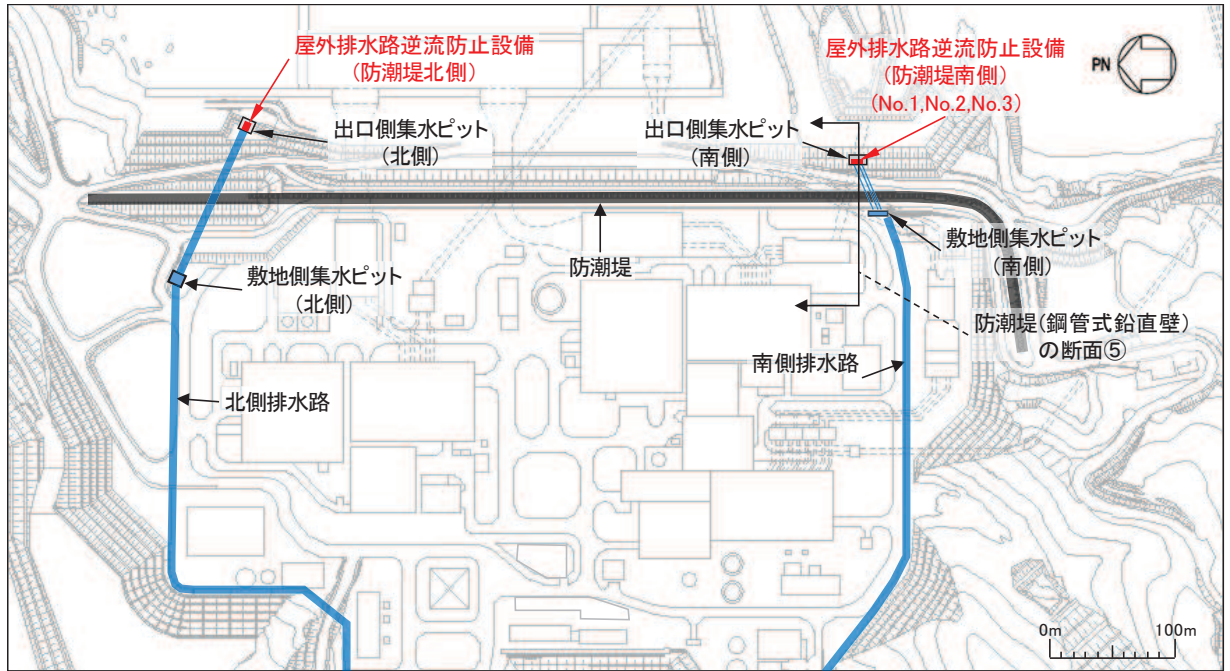 屋外排水路逆流防止設備
(防潮堤北側)
出口側集水ピット
(北側)
屋外排水路逆流防止設備
(防潮堤南側)
(No.1,No.2,No.3)
PN
出口側集水ピット
(南側)
敷地側集水ピット
(北側)
防潮堤
敷地側集水ピット
(南側)
防潮堤(鋼管式鉛直壁)
の断面⑤
北側排水路
南側排水路
0m 100m